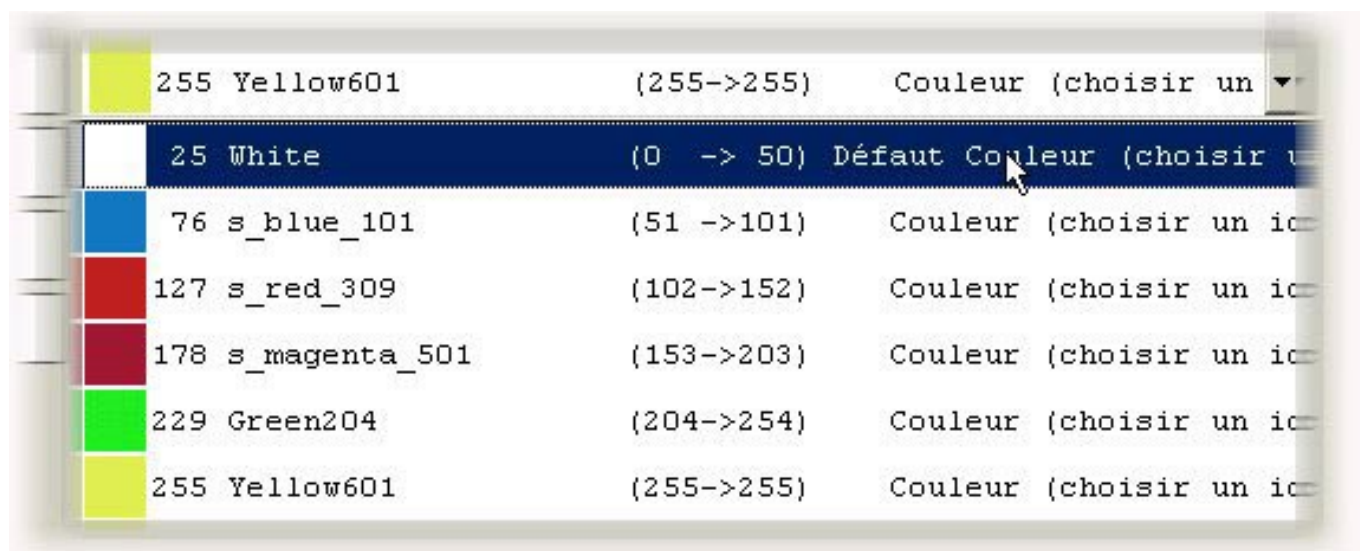 255 Yellow601 (255->255) Couleur (choisir un
25 White (0 -> 50) Défaut Couleur (choisir
76 s_blue_101 (51 ->101) Couleur (choisir un
127 s_red_309 (102->152) Couleur (choisir un
178 s_magenta_501 (153->203) Couleur (choisir un
229 Green204 (204->254) Couleur (choisir un
255 Yellow601 (255->255) Couleur (choisir un